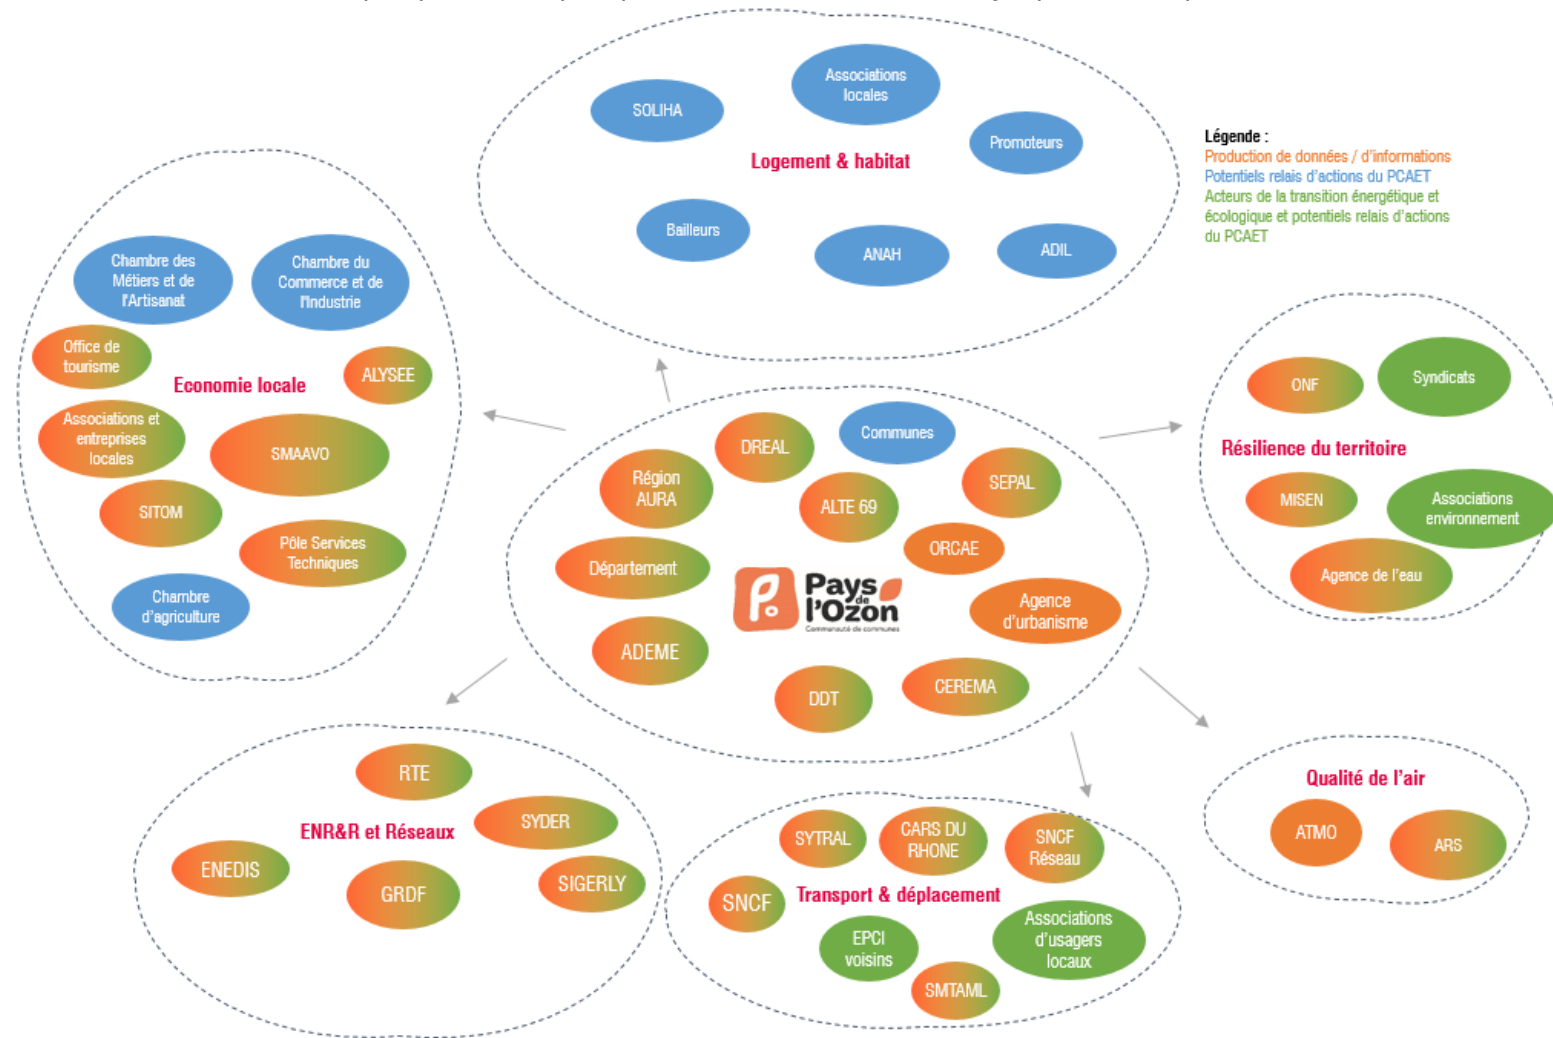 Associations
locales
SOLIHA
Promoteurs
Logement & habitat
Bailleurs
ANAH
ADIL
Légende :
Production de données / d'informations
Potentiels relais d'actions du PCAET
Acteurs de la transition énergétique et
écologique et potentiels relais d'actions
du PCAET
Chambre des
Métiers et de
l'Artisanat
Chambre du
Commerce et de
l'Industrie
Office de
tourisme
Economie locale
ALYSEE
Associations et
entreprises
locales
SMAAVO
SITOM
Pôle Services
Techniques
Chambre
d'agriculture
DREAL
Communes
Région
AURA
ALTE 69
SEPAL
ORCAE
Département
Pays
de
l'Ozon
Communauté de communes
Agence
d'urbanisme
ADEME
DDT
CEREMA
ONF
Syndicats
Résilience du territoire
MISEN
Associations
environnement
Agence de l'eau
RTE
ENR&R et Réseaux
SYDER
ENEDIS
GRDF
SIGERLY
SYTRAL
CARS DU
RHONE
SNCF
Réseau
SNCF
Transport & déplacement
EPCI
voisins
Associations
d'usagers
locaux
SMTAML
Qualité de l'air
ATMO
ARS